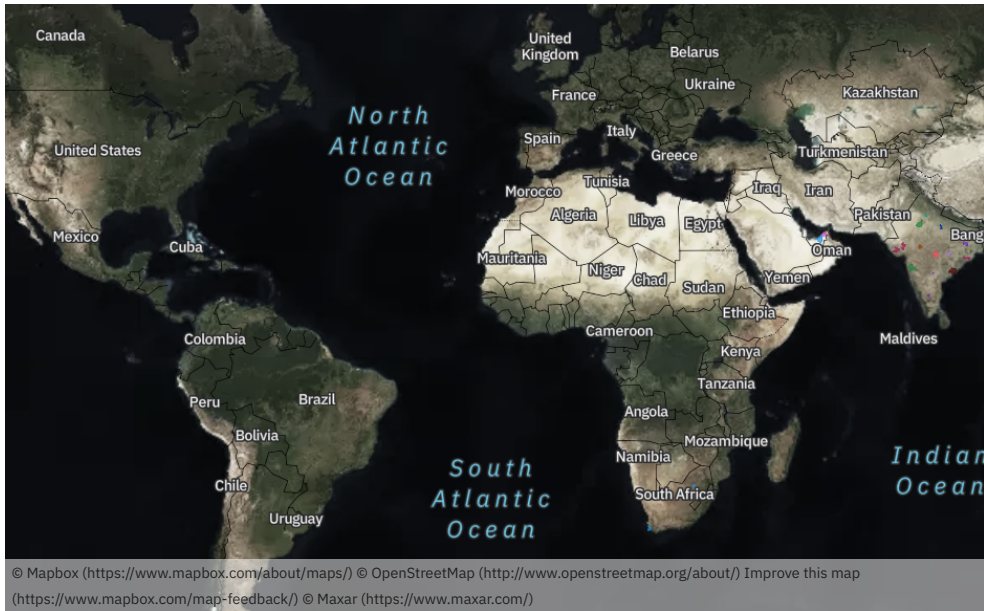 Canada
United
Kingdom
Belarus
Ukraine
France
Kazakhstan
North
Atlantic
Ocean
Spain
Italy
United States
Greece
Turkmenistan
Morocco
Tunisia
Iraq
Iran
Algeria
Libya
Egypt
Pakistan
Mexico
Cuba
Bang
Oman
Mauritania
Niger
Chad
Sudan
Yemen
Ethiopia
Cameroon
Colombia
Maldives
Kenya
Tanzania
Peru
Brazil
Angola
Bolivia
Mozambique
Namibia
Indian
Ocean
South
Atlantic
Ocean
Chile
South Africa
Uruguay
© Mapbox (https://www.mapbox.com/about/maps/) © OpenStreetMap (http://www.openstreetmap.org/about/) Improve this map
(https://www.mapbox.com/map-feedback/) © Maxar (https://www.maxar.com/)